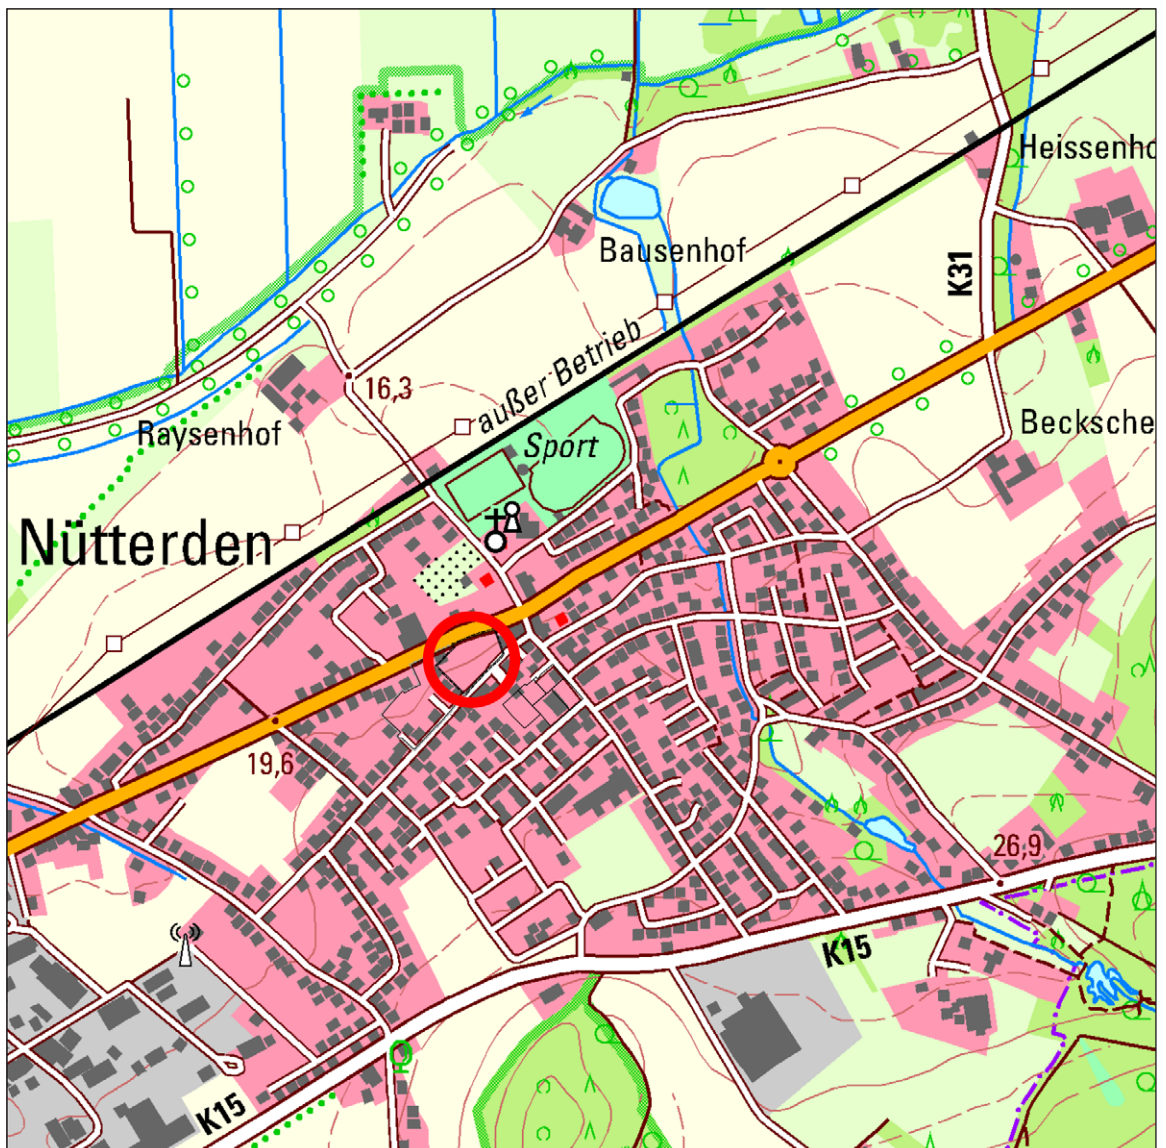 Heissenho
Bausenhof
K31
außer Betrieb
16,3
Raysenhof
Sport
Becksche
Nütterden
19,6
26,9
K15
K15